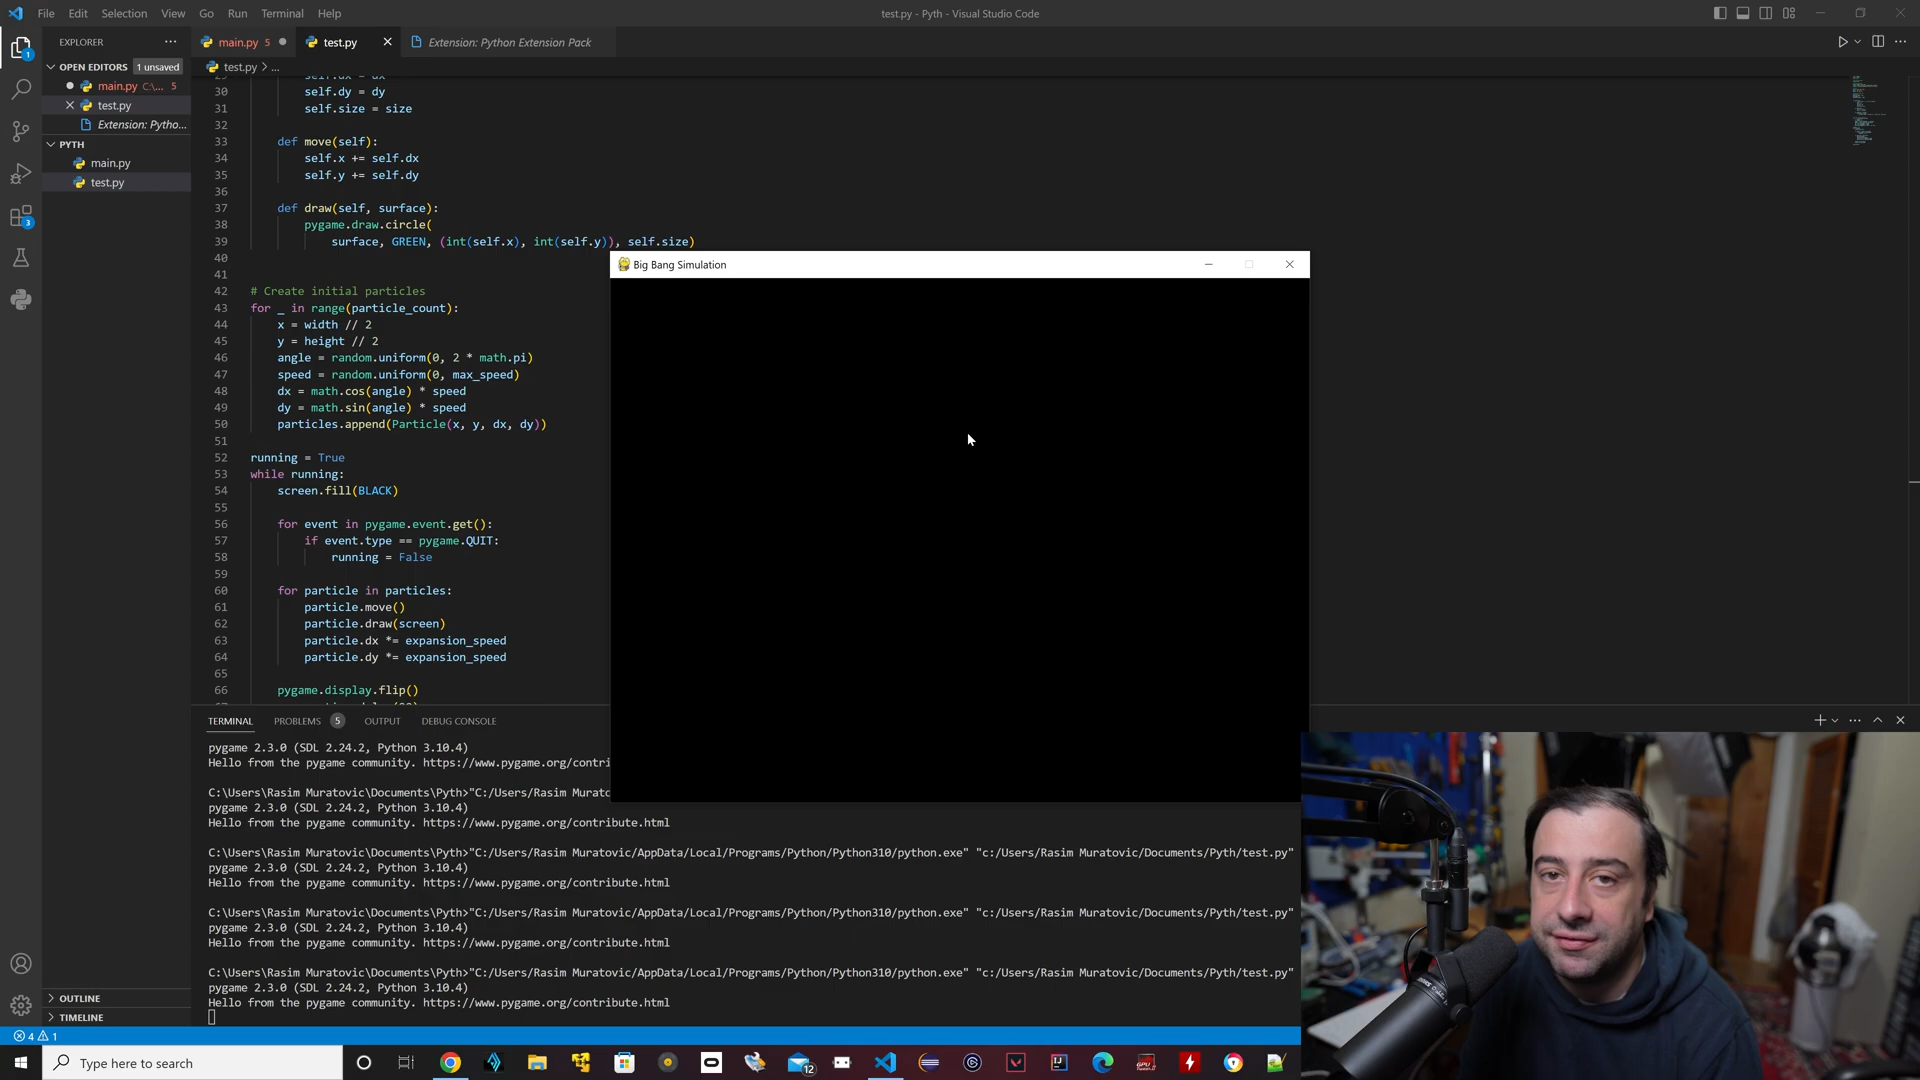 File Edit Selection View Go Run Terminal Help
test.py - Pyth - Visual Studio Code
EXPLORER
main.py 5
test.py
Extension: Python Extension Pack
OPEN EDITORS 1 unsaved
main.py C:\... 5
test.py
Extension: Pytho...
PYTH
main.py
test.py
OUTLINE
TIMELINE
1
3
test.py > ...
30 self.dy = dy
31 self.size = size
32
33 def move(self):
34 self.x += self.dx
35 self.y += self.dy
36
37 def draw(self, surface):
38 pygame.draw.circle(
39 surface, GREEN, (int(self.x), int(self.y)), self.size)
40
41
42 # Create initial particles
43 for _ in range(particle_count):
44 x = width // 2
45 y = height // 2
46 angle = random.uniform(0, 2 * math.pi)
47 speed = random.uniform(0, max_speed)
48 dx = math.cos(angle) * speed
49 dy = math.sin(angle) * speed
50 particles.append(Particle(x, y, dx, dy))
51
52 running = True
53 while running:
54 screen.fill(BLACK)
55
56 for event in pygame.event.get():
57 if event.type == pygame.QUIT:
58 running = False
59
60 for particle in particles:
61 particle.move()
62 particle.draw(screen)
63 particle.dx *= expansion_speed
64 particle.dy *= expansion_speed
65
66 pygame.display.flip()
Big Bang Simulation
TERMINAL PROBLEMS 5 OUTPUT DEBUG CONSOLE
pygame 2.3.0 (SDL 2.24.2, Python 3.10.4)
Hello from the pygame community. https://www.pygame.org/contri
C:\Users\Rasim Muratovic\Documents\Pyth>"C:/Users/Rasim Murato
pygame 2.3.0 (SDL 2.24.2, Python 3.10.4)
Hello from the pygame community. https://www.pygame.org/contribute.html
C:\Users\Rasim Muratovic\Documents\Pyth>"C:/Users/Rasim Muratovic/AppData/Local/Programs/Python/Python310/python.exe" "c:/Users/Rasim Muratovic/Documents/Pyth/test.py"
pygame 2.3.0 (SDL 2.24.2, Python 3.10.4)
Hello from the pygame community. https://www.pygame.org/contribute.html
C:\Users\Rasim Muratovic\Documents\Pyth>"C:/Users/Rasim Muratovic/AppData/Local/Programs/Python/Python310/python.exe" "c:/Users/Rasim Muratovic/Documents/Pyth/test.py"
pygame 2.3.0 (SDL 2.24.2, Python 3.10.4)
Hello from the pygame community. https://www.pygame.org/contribute.html
C:\Users\Rasim Muratovic\Documents\Pyth>"C:/Users/Rasim Muratovic/AppData/Local/Programs/Python/Python310/python.exe" "c:/Users/Rasim Muratovic/Documents/Pyth/test.py"
pygame 2.3.0 (SDL 2.24.2, Python 3.10.4)
Hello from the pygame community. https://www.pygame.org/contribute.html
4 1
Type here to search
12